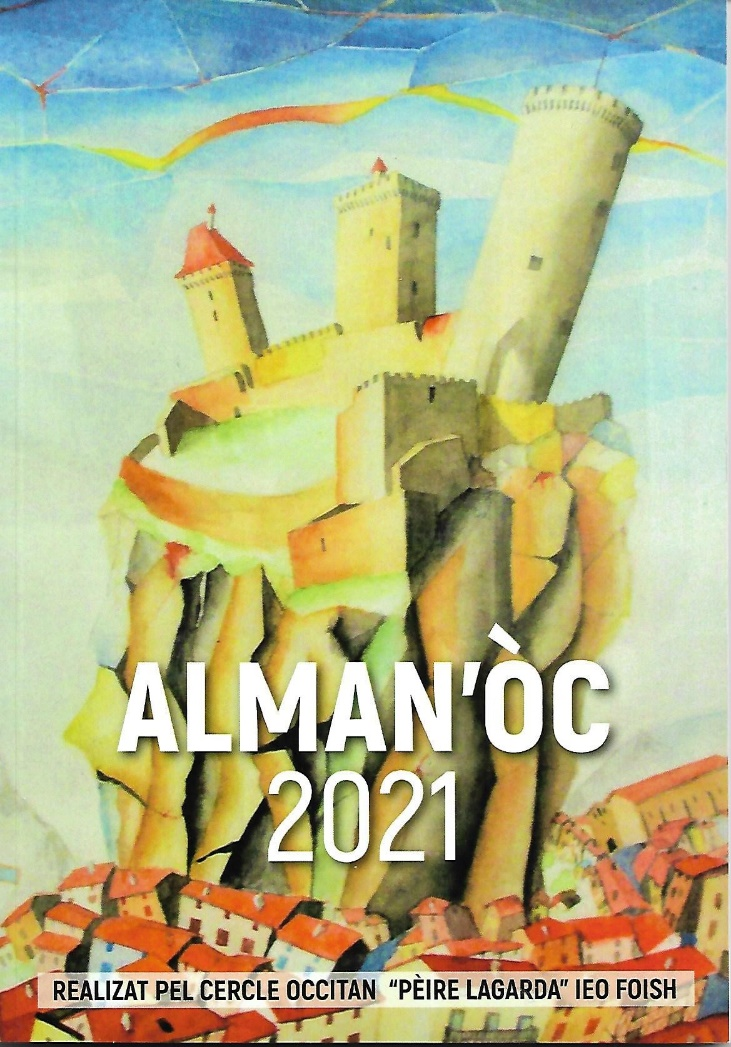 ALMAN'ÒC
2021
REALIZAT PEL CERCLE OCCITAN “PÈIRE LAGARDA” IEO FOISH